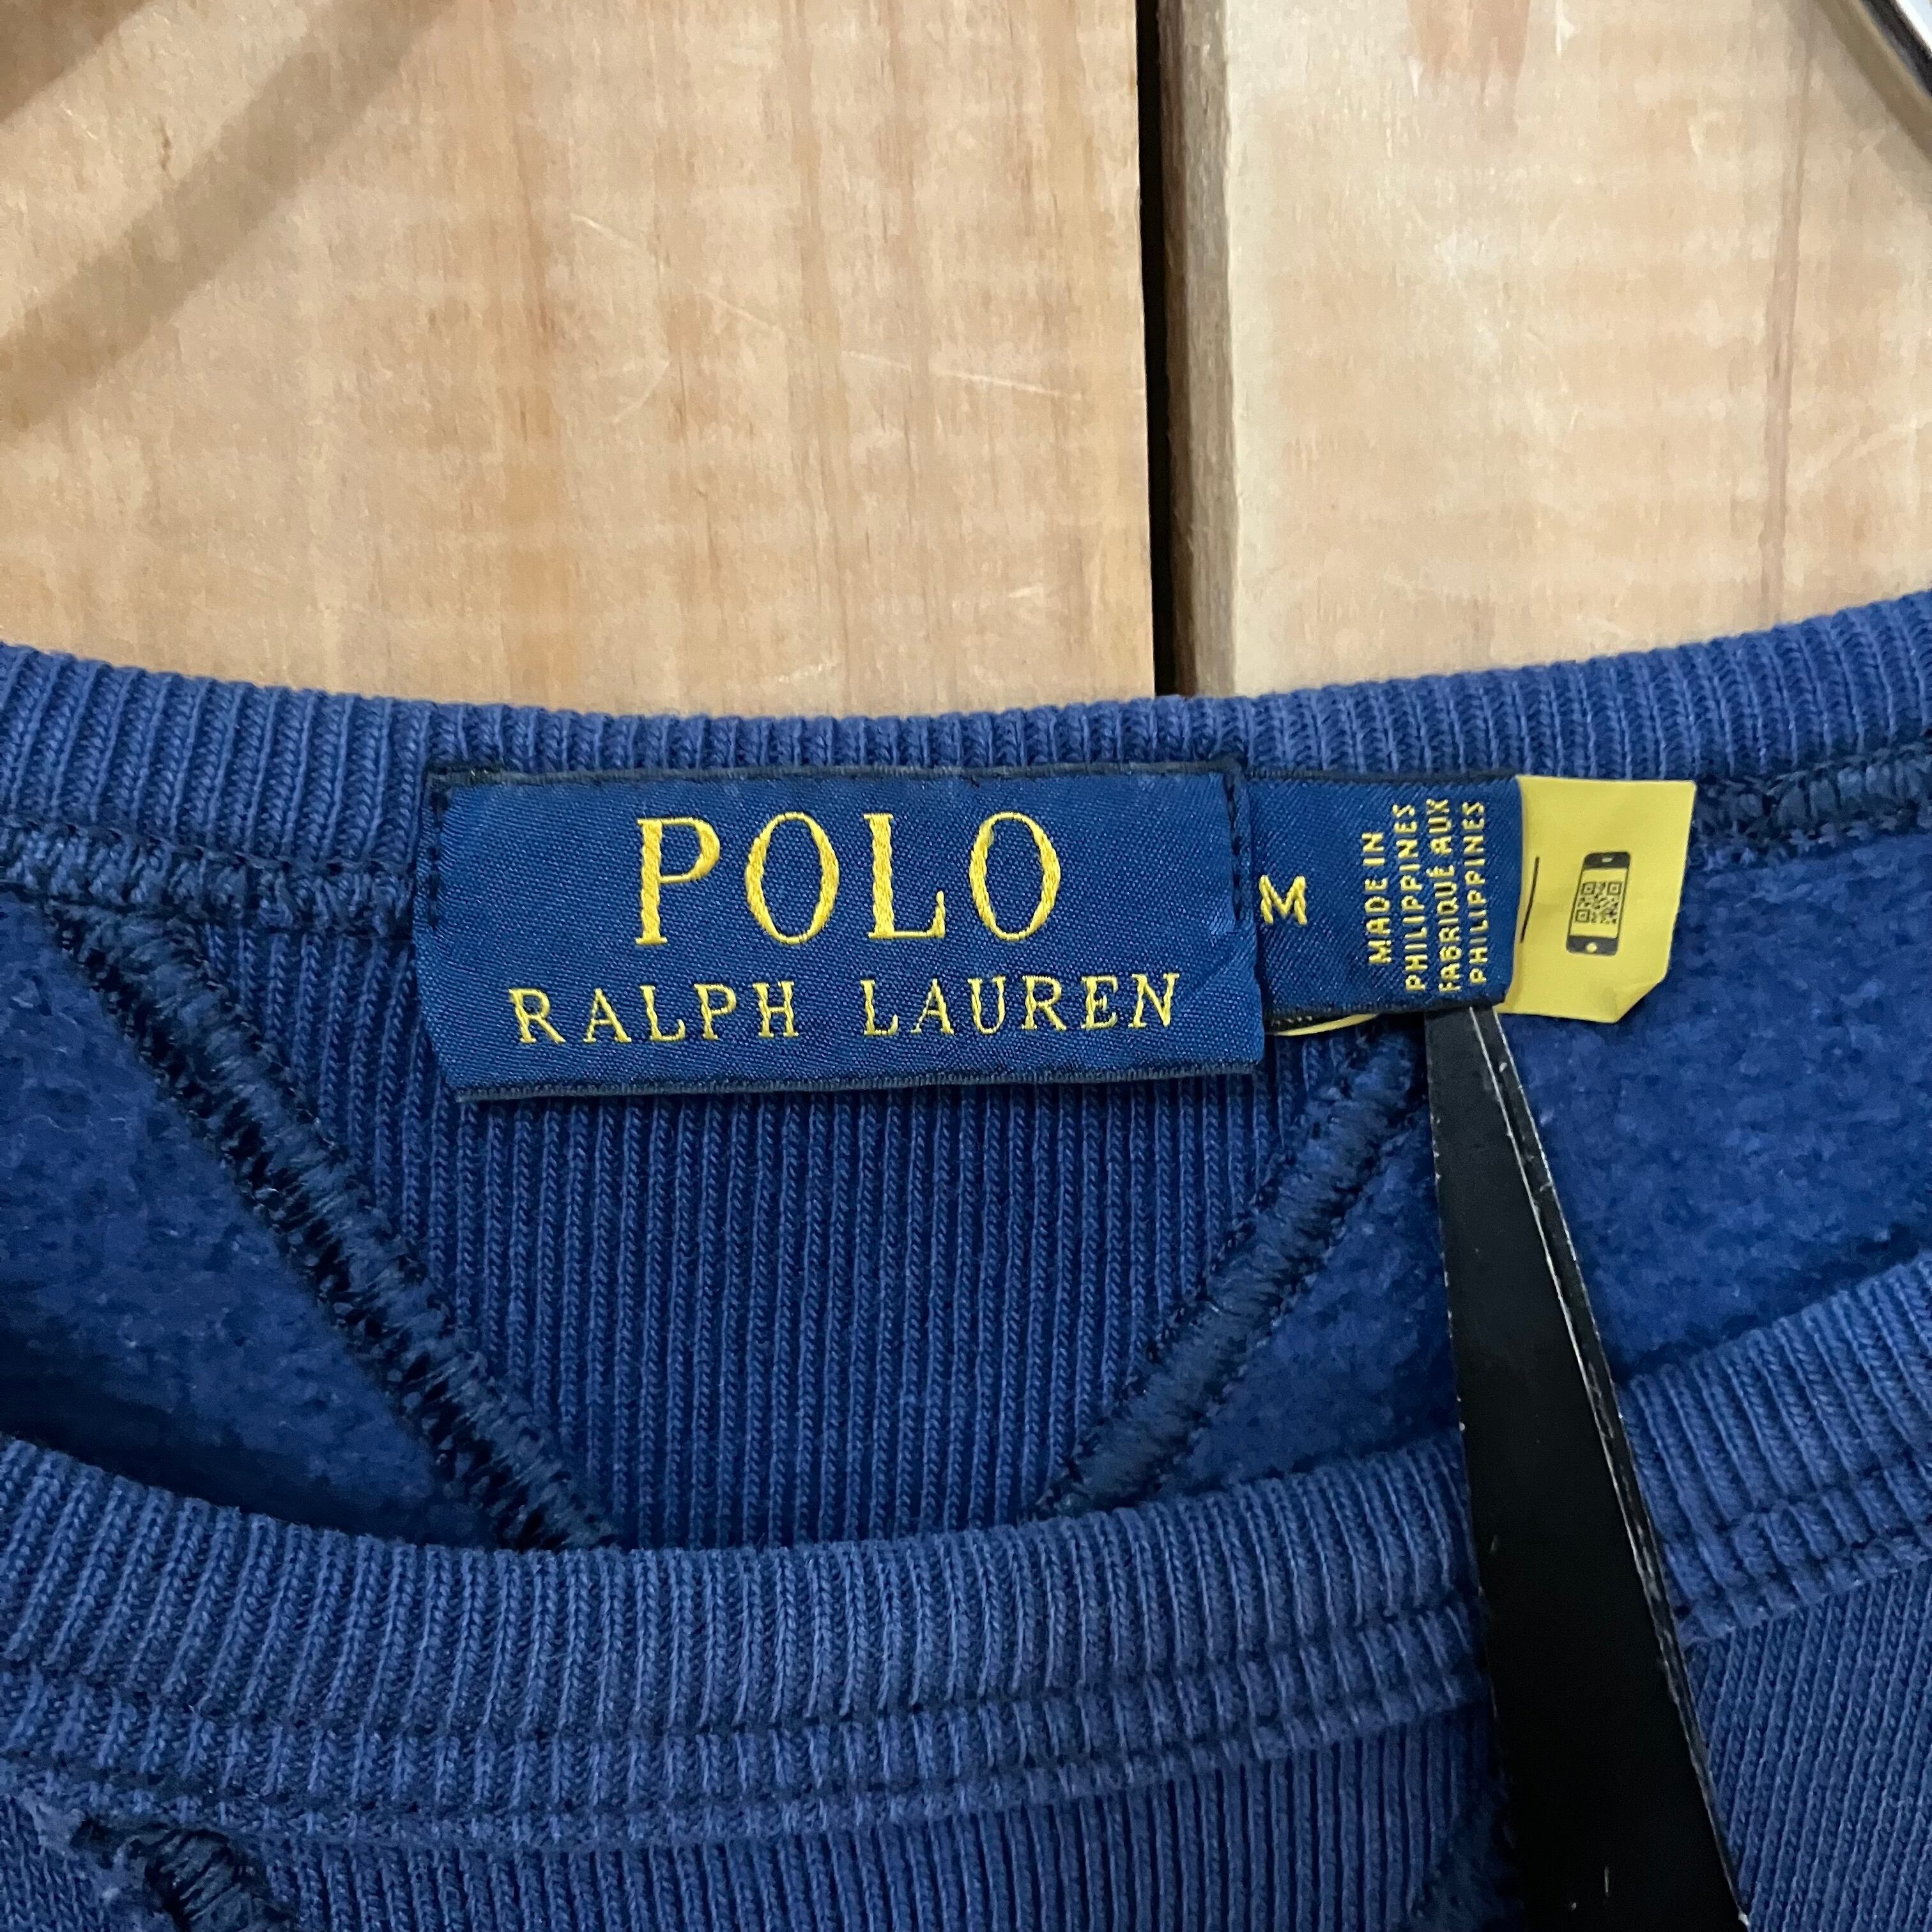 POLO
RALPH LAUREN
M
MADE IN
PHILIPPINES
FABRIQUÉ AUX
PHILIPPINES